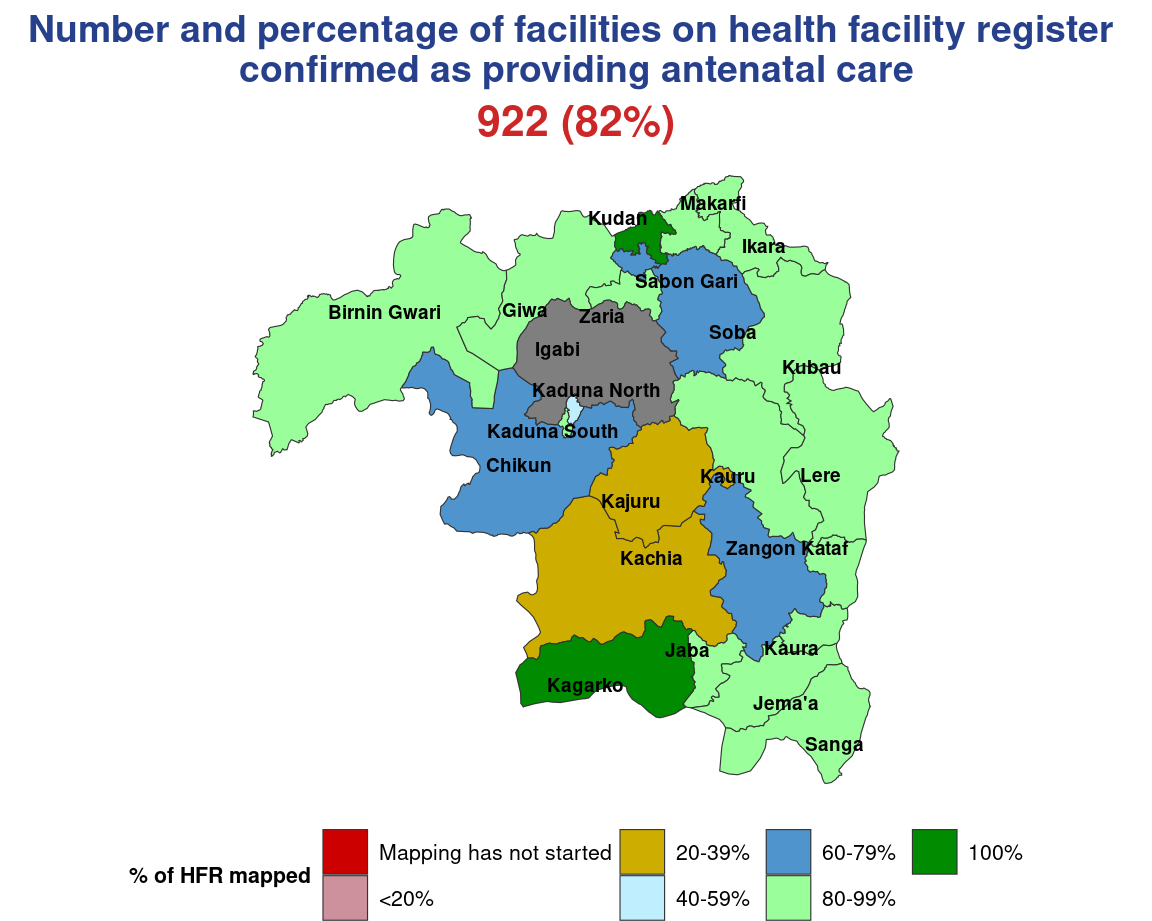 Number and percentage of facilities on health facility register
confirmed as providing antenatal care
922 (82%)
Makarfi
Kudan
Ikara
Sabon Gari
Birnin Gwari
Giwa
Zaria
Soba
Igabi
Kubau
Kaduna North
Kaduna South
Chikun
Kauru
Lere
Kajuru
Zangon Kataf
Kachia
Jaba
Kaura
Kagarko
Jema'a
Sanga
% of HFR mapped
Mapping has not started
<20%
20-39%
40-59%
60-79%
80-99%
100%